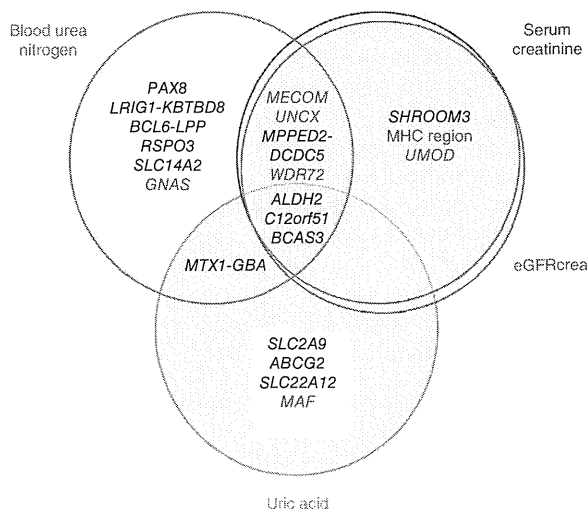 Blood urea
nitrogen
Serum
creatinine
PAX8
LRIG1-KBTBD8
BCL6-LPP
RSPO3
SLC14A2
GNAS
MECOM
UNCX
MPPED2-
DCDC5
WDR72
SHROOM3
MHC region
UMOD
ALDH2
C12orf51
BCAS3
MTX1-GBA
eGFRcrea
SLC2A9
ABCG2
SLC22A12
MAF
Uric acid